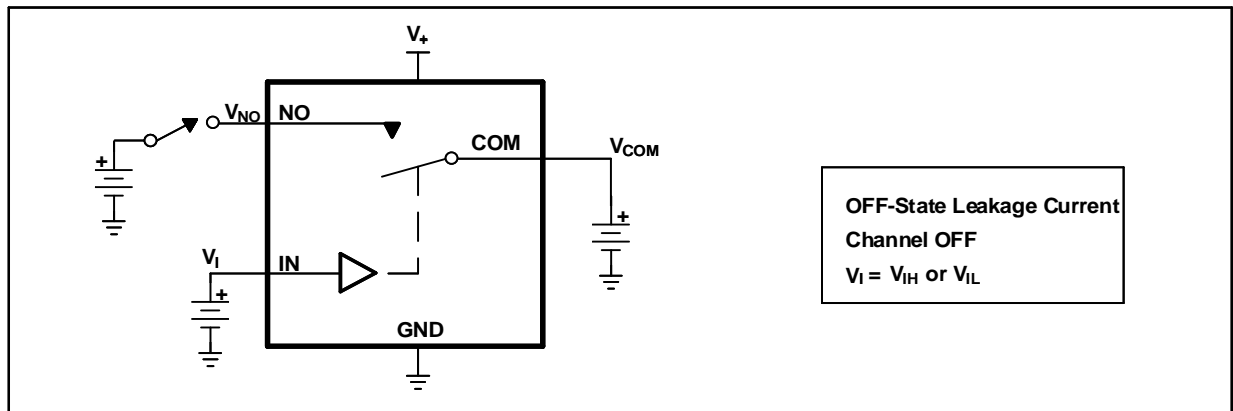 V+
VNO NO
COM
VCOM
+
+
VI IN
+
GND
OFF-State Leakage Current
Channel OFF
VI = VIH or VIL